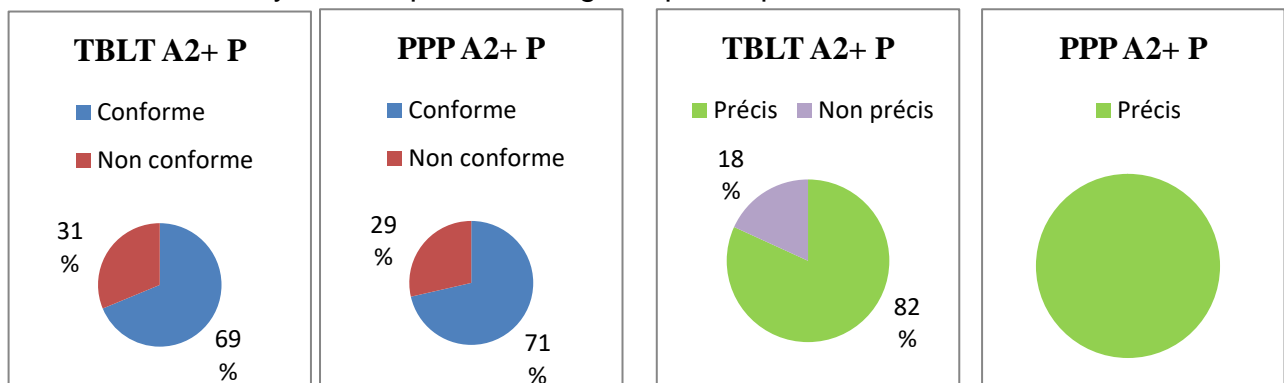 TBLT A2+ P
Conforme
Non conforme
31
%
69
%
PPP A2+ P
Conforme
Non conforme
29
%
71
%
TBLT A2+ P
Précis Non précis
18
%
82
%
PPP A2+ P
Précis